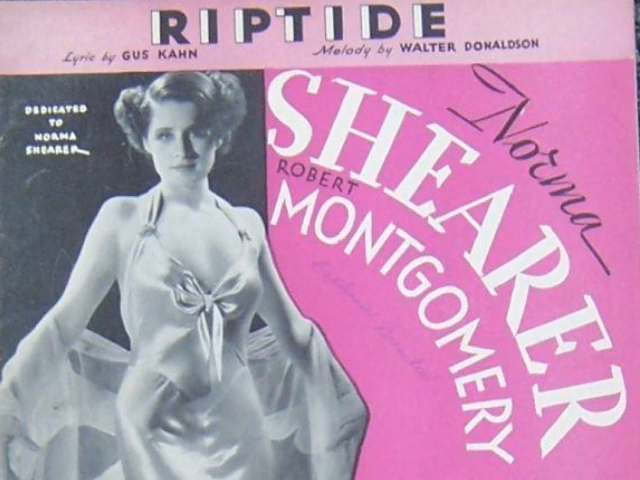 RIPTIDE
Lyric by GUS KAHN
Melody by WALTER DONALDSON
DEDICATED
TO
NORMA
SHEARER
Norma
SHEARER
ROBERT
MONTGOMERY